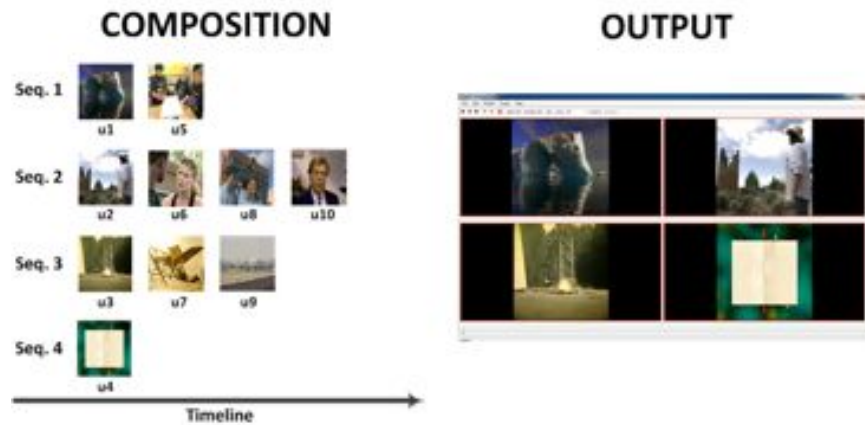 COMPOSITION
OUTPUT
Seq. 1
u1 u5
Seq. 2
u2 u6 u8 u10
Seq. 3
u3 u7 u9
Seq. 4
u4
Timeline